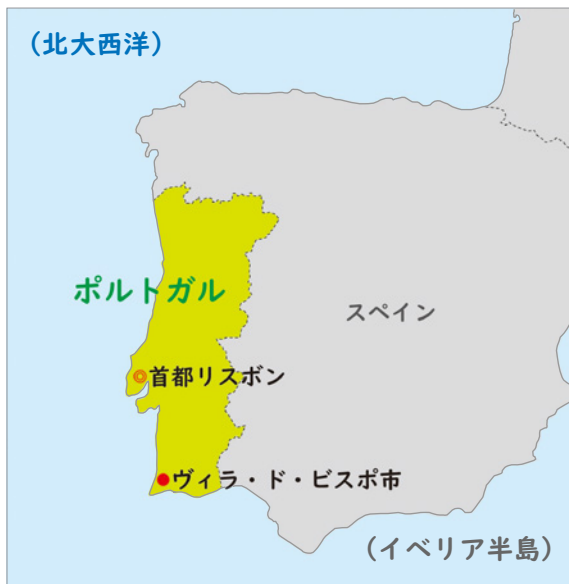 （北大西洋）
ポルトガル
スペイン
首都リスボン
ヴィラ・ド・ビスポ市
（イベリア半島）